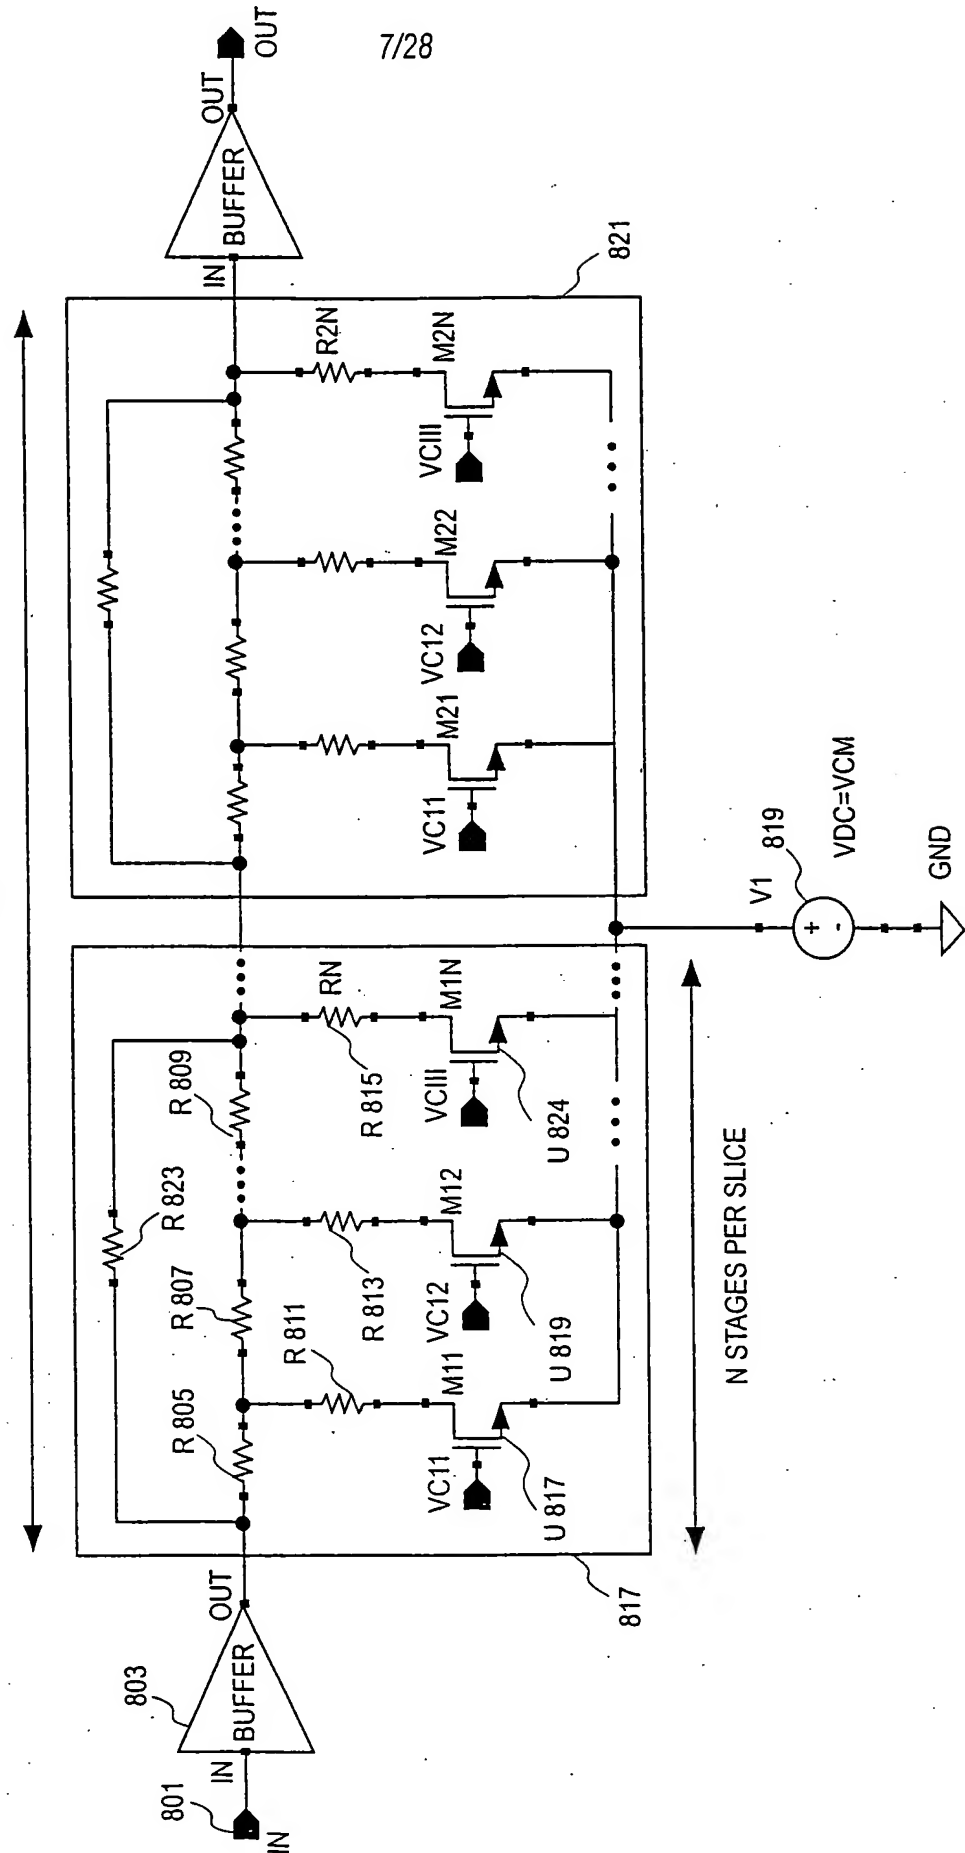 7/28
801
IN
IN
803
BUFFER
OUT
817
R 805
R 807
R 823
R 809
R 811
R 813
R 815
RN
VC11
M11
U 817
VC12
M12
U 819
VCIII
M1N
U 824
N STAGES PER SLICE
V1
819
VDC=VCM
GND
VC11
M21
VC12
M22
VCIII
M2N
R2N
821
IN
BUFFER
OUT
OUT